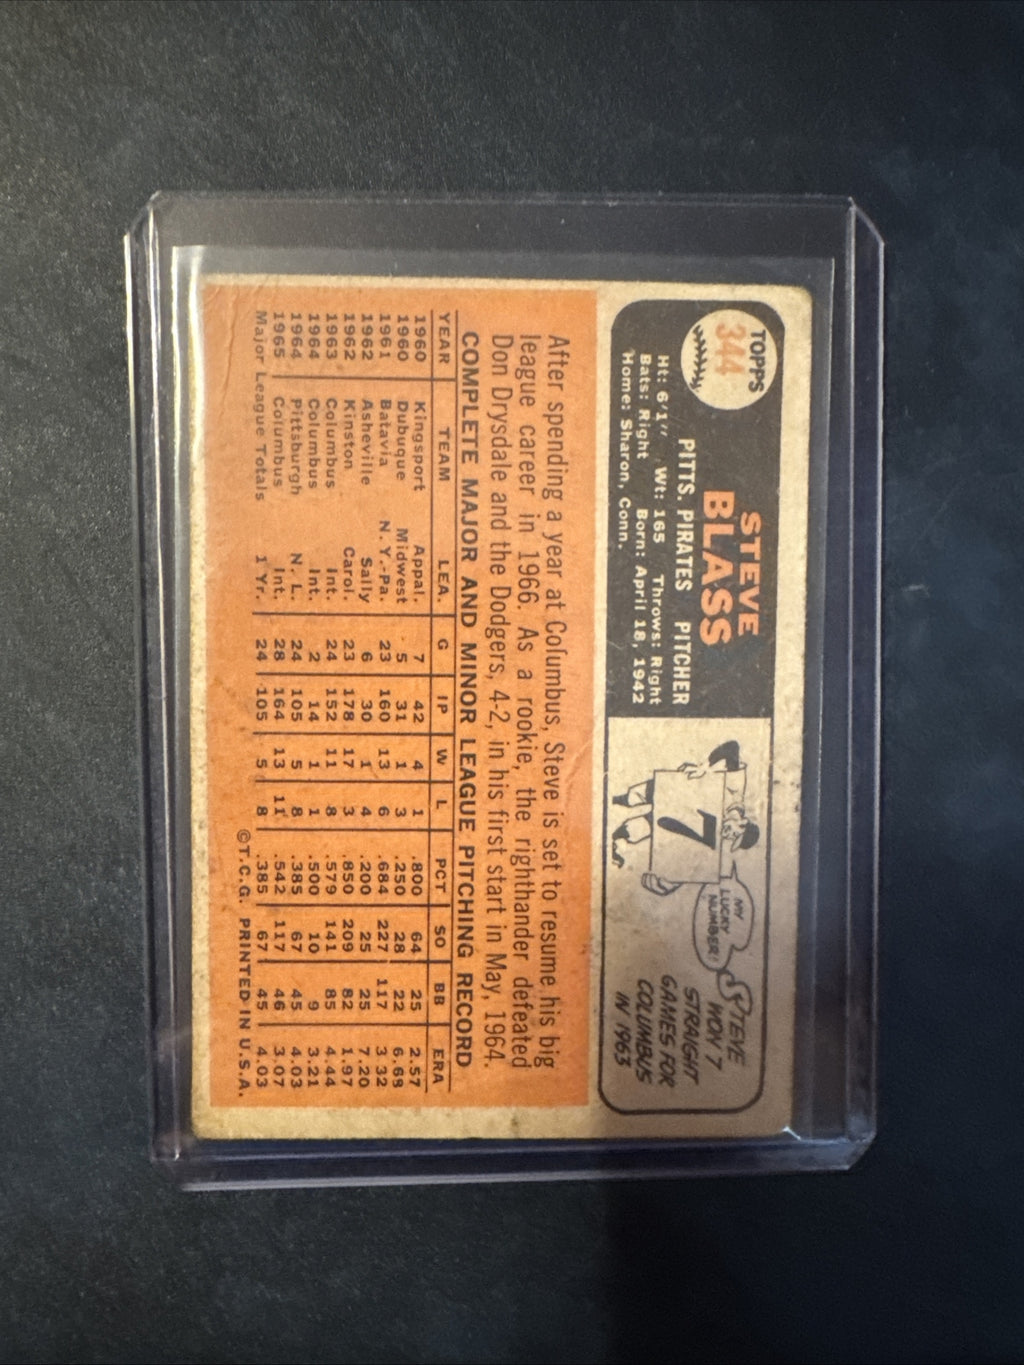 TOPPS
344
STEVE
BLASS
PITTS. PIRATES PITCHER
Ht: 6'1" Wt: 165 Throws: Right
Bats: Right Born: April 18, 1942
Home: Sharon, Conn.
7
MY
LUCKY
NUMBER!
STEVE
WON 7
STRAIGHT
GAMES FOR
COLUMBUS
IN 1963
After spending a year at Columbus, Steve is set to resume his big
league career in 1966. As a rookie, the righthander defeated
Don Drysdale and the Dodgers, 4-2, in his first start in May, 1964.
COMPLETE MAJOR AND MINOR LEAGUE PITCHING RECORD
YEAR TEAM LEA. G IP W L PCT SO BB ERA
1960 Kingsport Appal. 7 42 4 1 .800 64 25 2.57
1960 Dubuque Midwest 5 31 1 3 .250 28 22 6.68
1961 Batavia N. Y.-Pa. 23 160 13 6 .684 227 117 3.32
1962 Asheville Sally 6 30 1 4 .200 25 25 7.20
1962 Kinston Carol. 23 178 17 3 .850 209 82 1.97
1963 Columbus Int. 24 152 11 8 .579 141 85 4.44
1964 Columbus Int. 2 14 1 1 .500 10 9 3.21
1964 Pittsburgh N. L. 24 105 5 8 .385 67 45 4.03
1965 Columbus Int. 28 164 13 11 .542 117 46 3.07
Major League Totals 1 Yr. 24 105 5 8 .385 67 45 4.03
©T.C.G. PRINTED IN U.S.A.